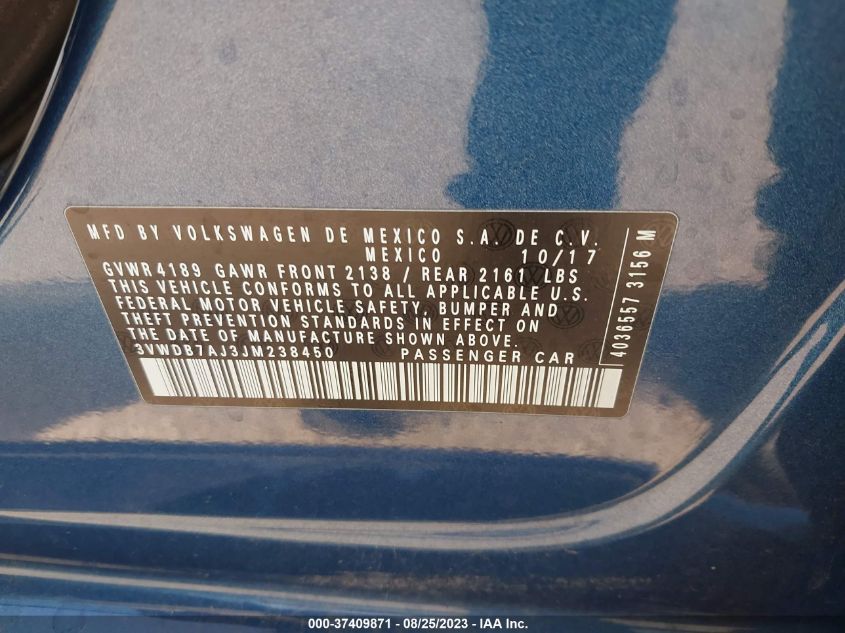 MFD BY VOLKSWAGEN DE MEXICO S.A. DE C.V.
MEXICO 10/17
GVWR4189 GAWR FRONT 2138 / REAR 2161 LBS
THIS VEHICLE CONFORMS TO ALL APPLICABLE U.S.
FEDERAL MOTOR VEHICLE SAFETY, BUMPER AND
THEFT PREVENTION STANDARDS IN EFFECT ON
THE DATE OF MANUFACTURE SHOWN ABOVE.
3VWDB7AJ3JM238450 PASSENGER CAR
4036557 3156 M
000-37409871 - 08/25/2023 - IAA Inc.